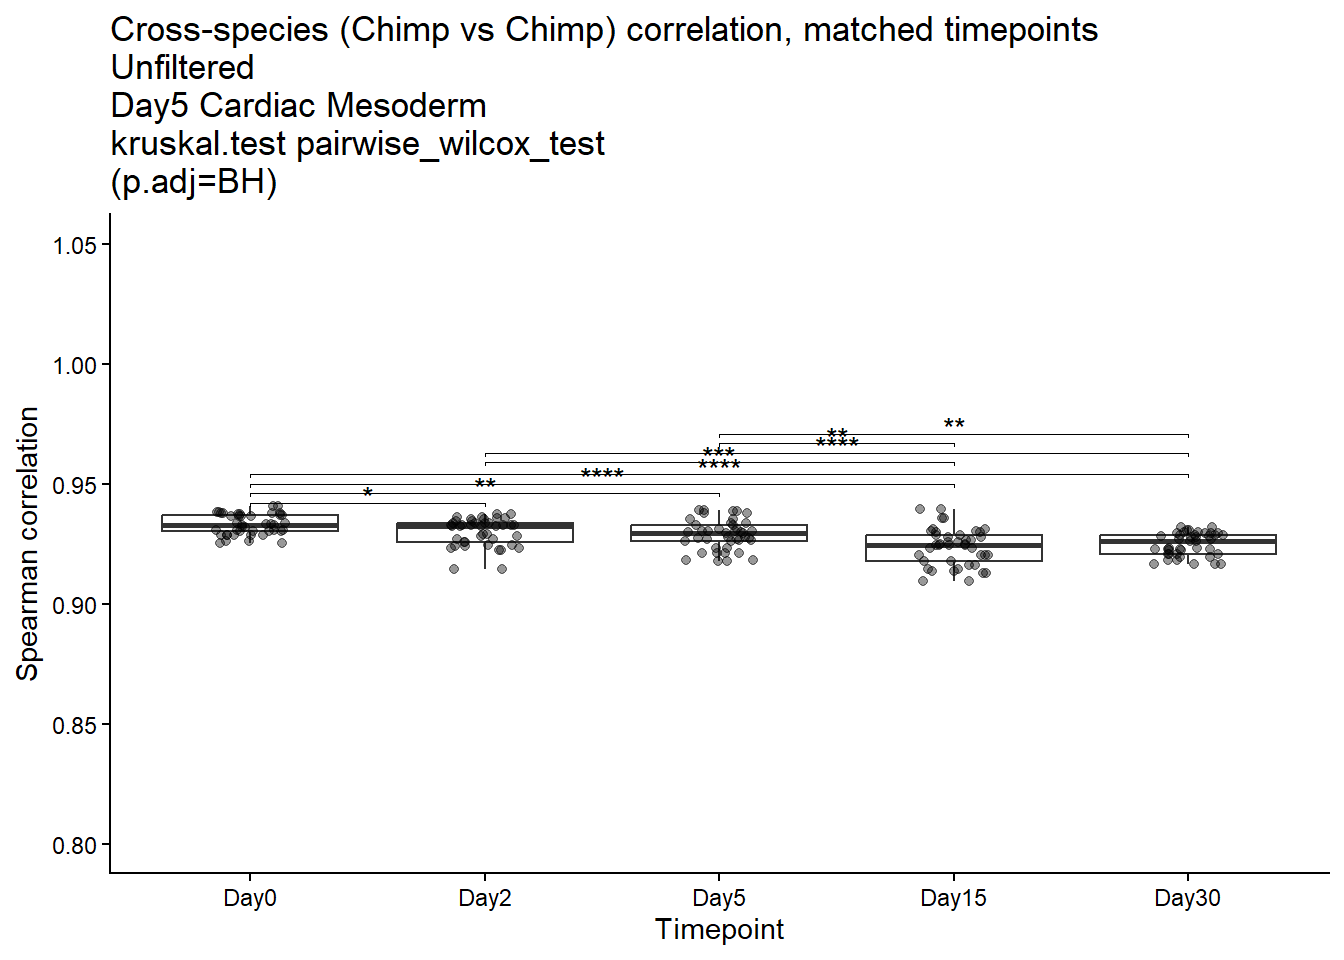 Cross-species (Chimp vs Chimp) correlation, matched timepoints
Unfiltered
Day5 Cardiac Mesoderm
kruskal.test pairwise_wilcox_test
(p.adj=BH)
1.05
1.00
0.95
0.90
0.85
0.80
Spearman correlation
**
**
****
***
****
****
**
*
Day0 Day2 Day5 Day15 Day30
Timepoint